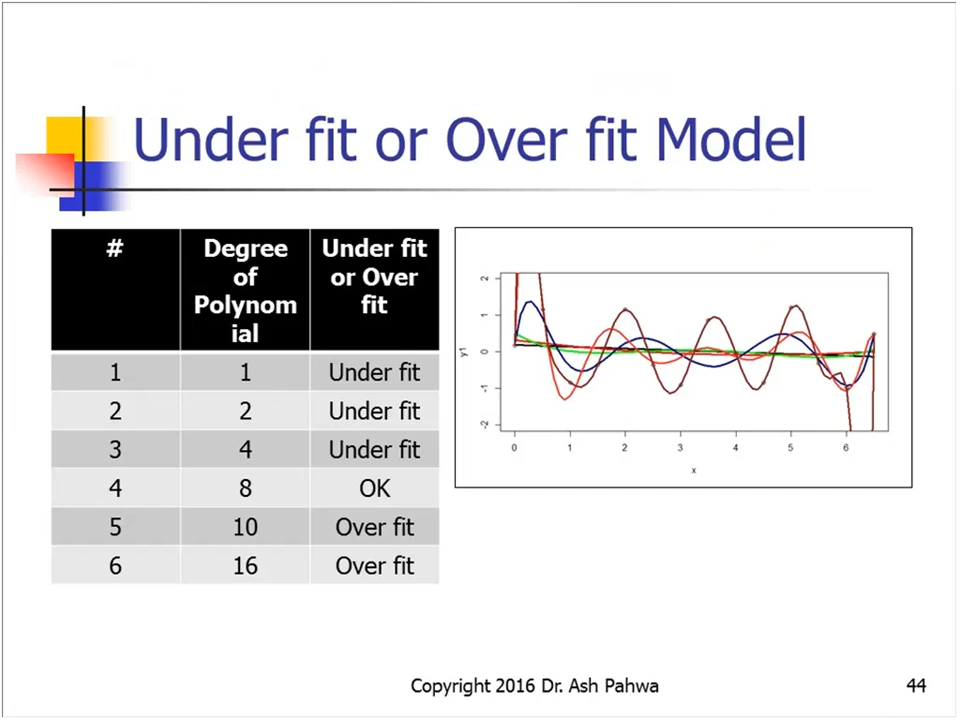 Under fit or Over fit Model
# Degree Under fit
of or Over
Polynom fit
ial
1 1 Under fit
2 2 Under fit
3 4 Under fit
4 8 OK
5 10 Over fit
6 16 Over fit
2
1
0
-1
-2
y1
0 1 2 3 4 5 6
x
Copyright 2016 Dr. Ash Pahwa 44